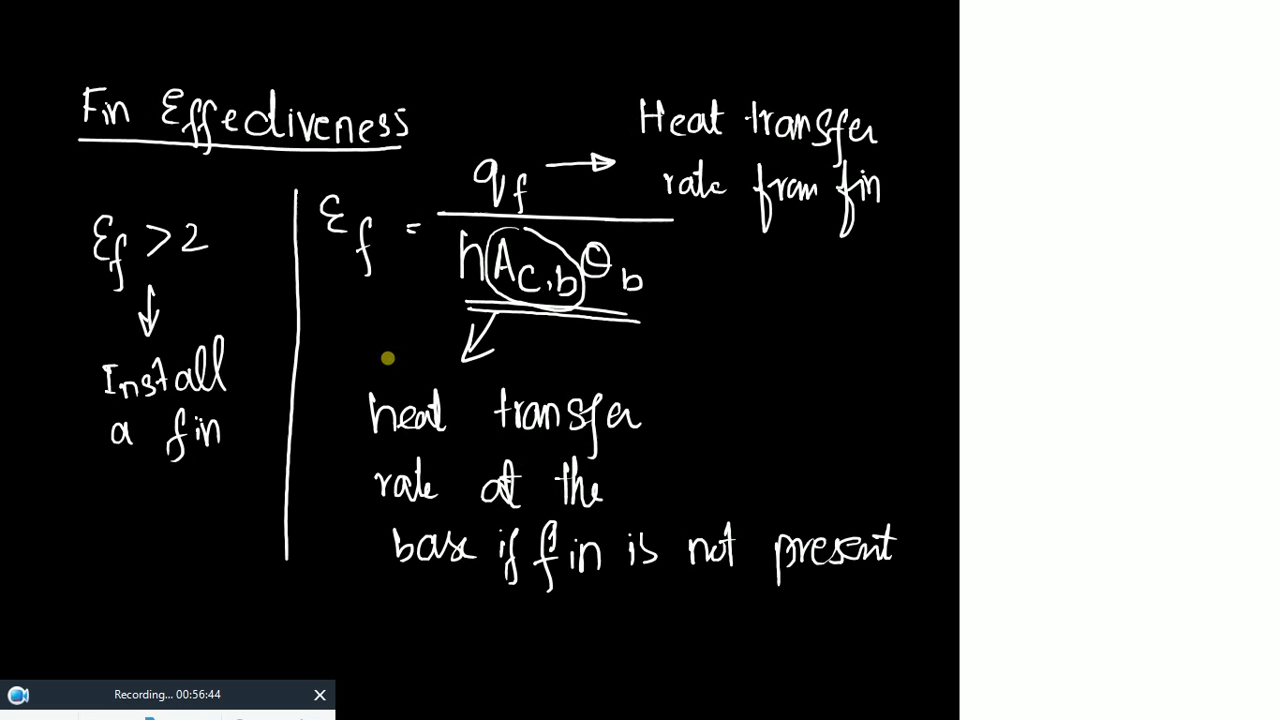 Fin Effectiveness
εf > 2
Install
a fin
εf = qf / hAc,bθb
Heat transfer
rate from fin
heat transfer
rate at the
base if fin is not present
Recording... 00:56:44